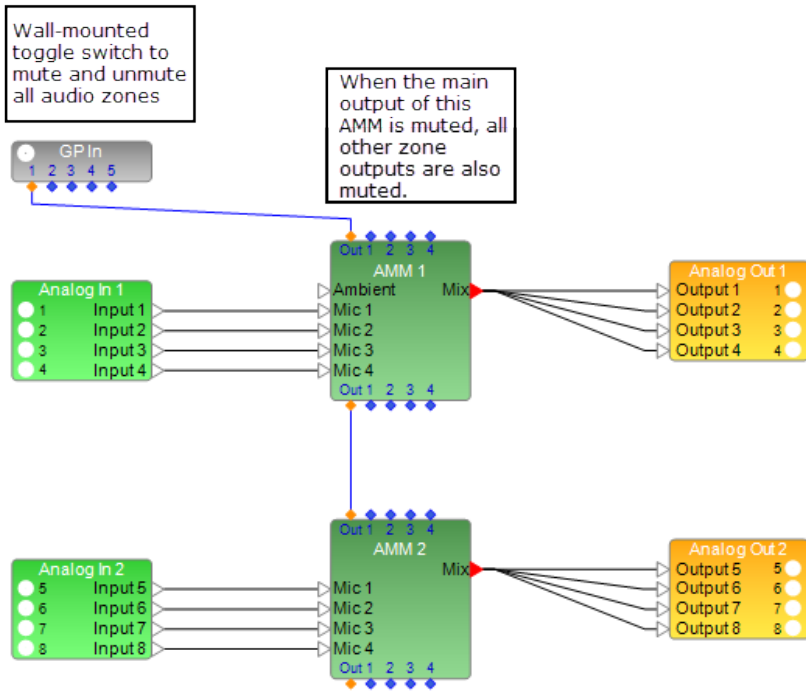 Wall-mounted
toggle switch to
mute and unmute
all audio zones
When the main
output of this
AMM is muted, all
other zone
outputs are also
muted.
GP In
1 2 3 4 5
Out 1 2 3 4
AMM 1
Ambient Mix
Mic 1
Mic 2
Mic 3
Mic 4
Out 1 2 3 4
Analog In 1
1 Input 1
2 Input 2
3 Input 3
4 Input 4
Analog Out 1
Output 1 1
Output 2 2
Output 3 3
Output 4 4
Out 1 2 3 4
AMM 2
Mix
Mic 1
Mic 2
Mic 3
Mic 4
Out 1 2 3 4
Analog In 2
5 Input 5
6 Input 6
7 Input 7
8 Input 8
Analog Out 2
Output 5 5
Output 6 6
Output 7 7
Output 8 8